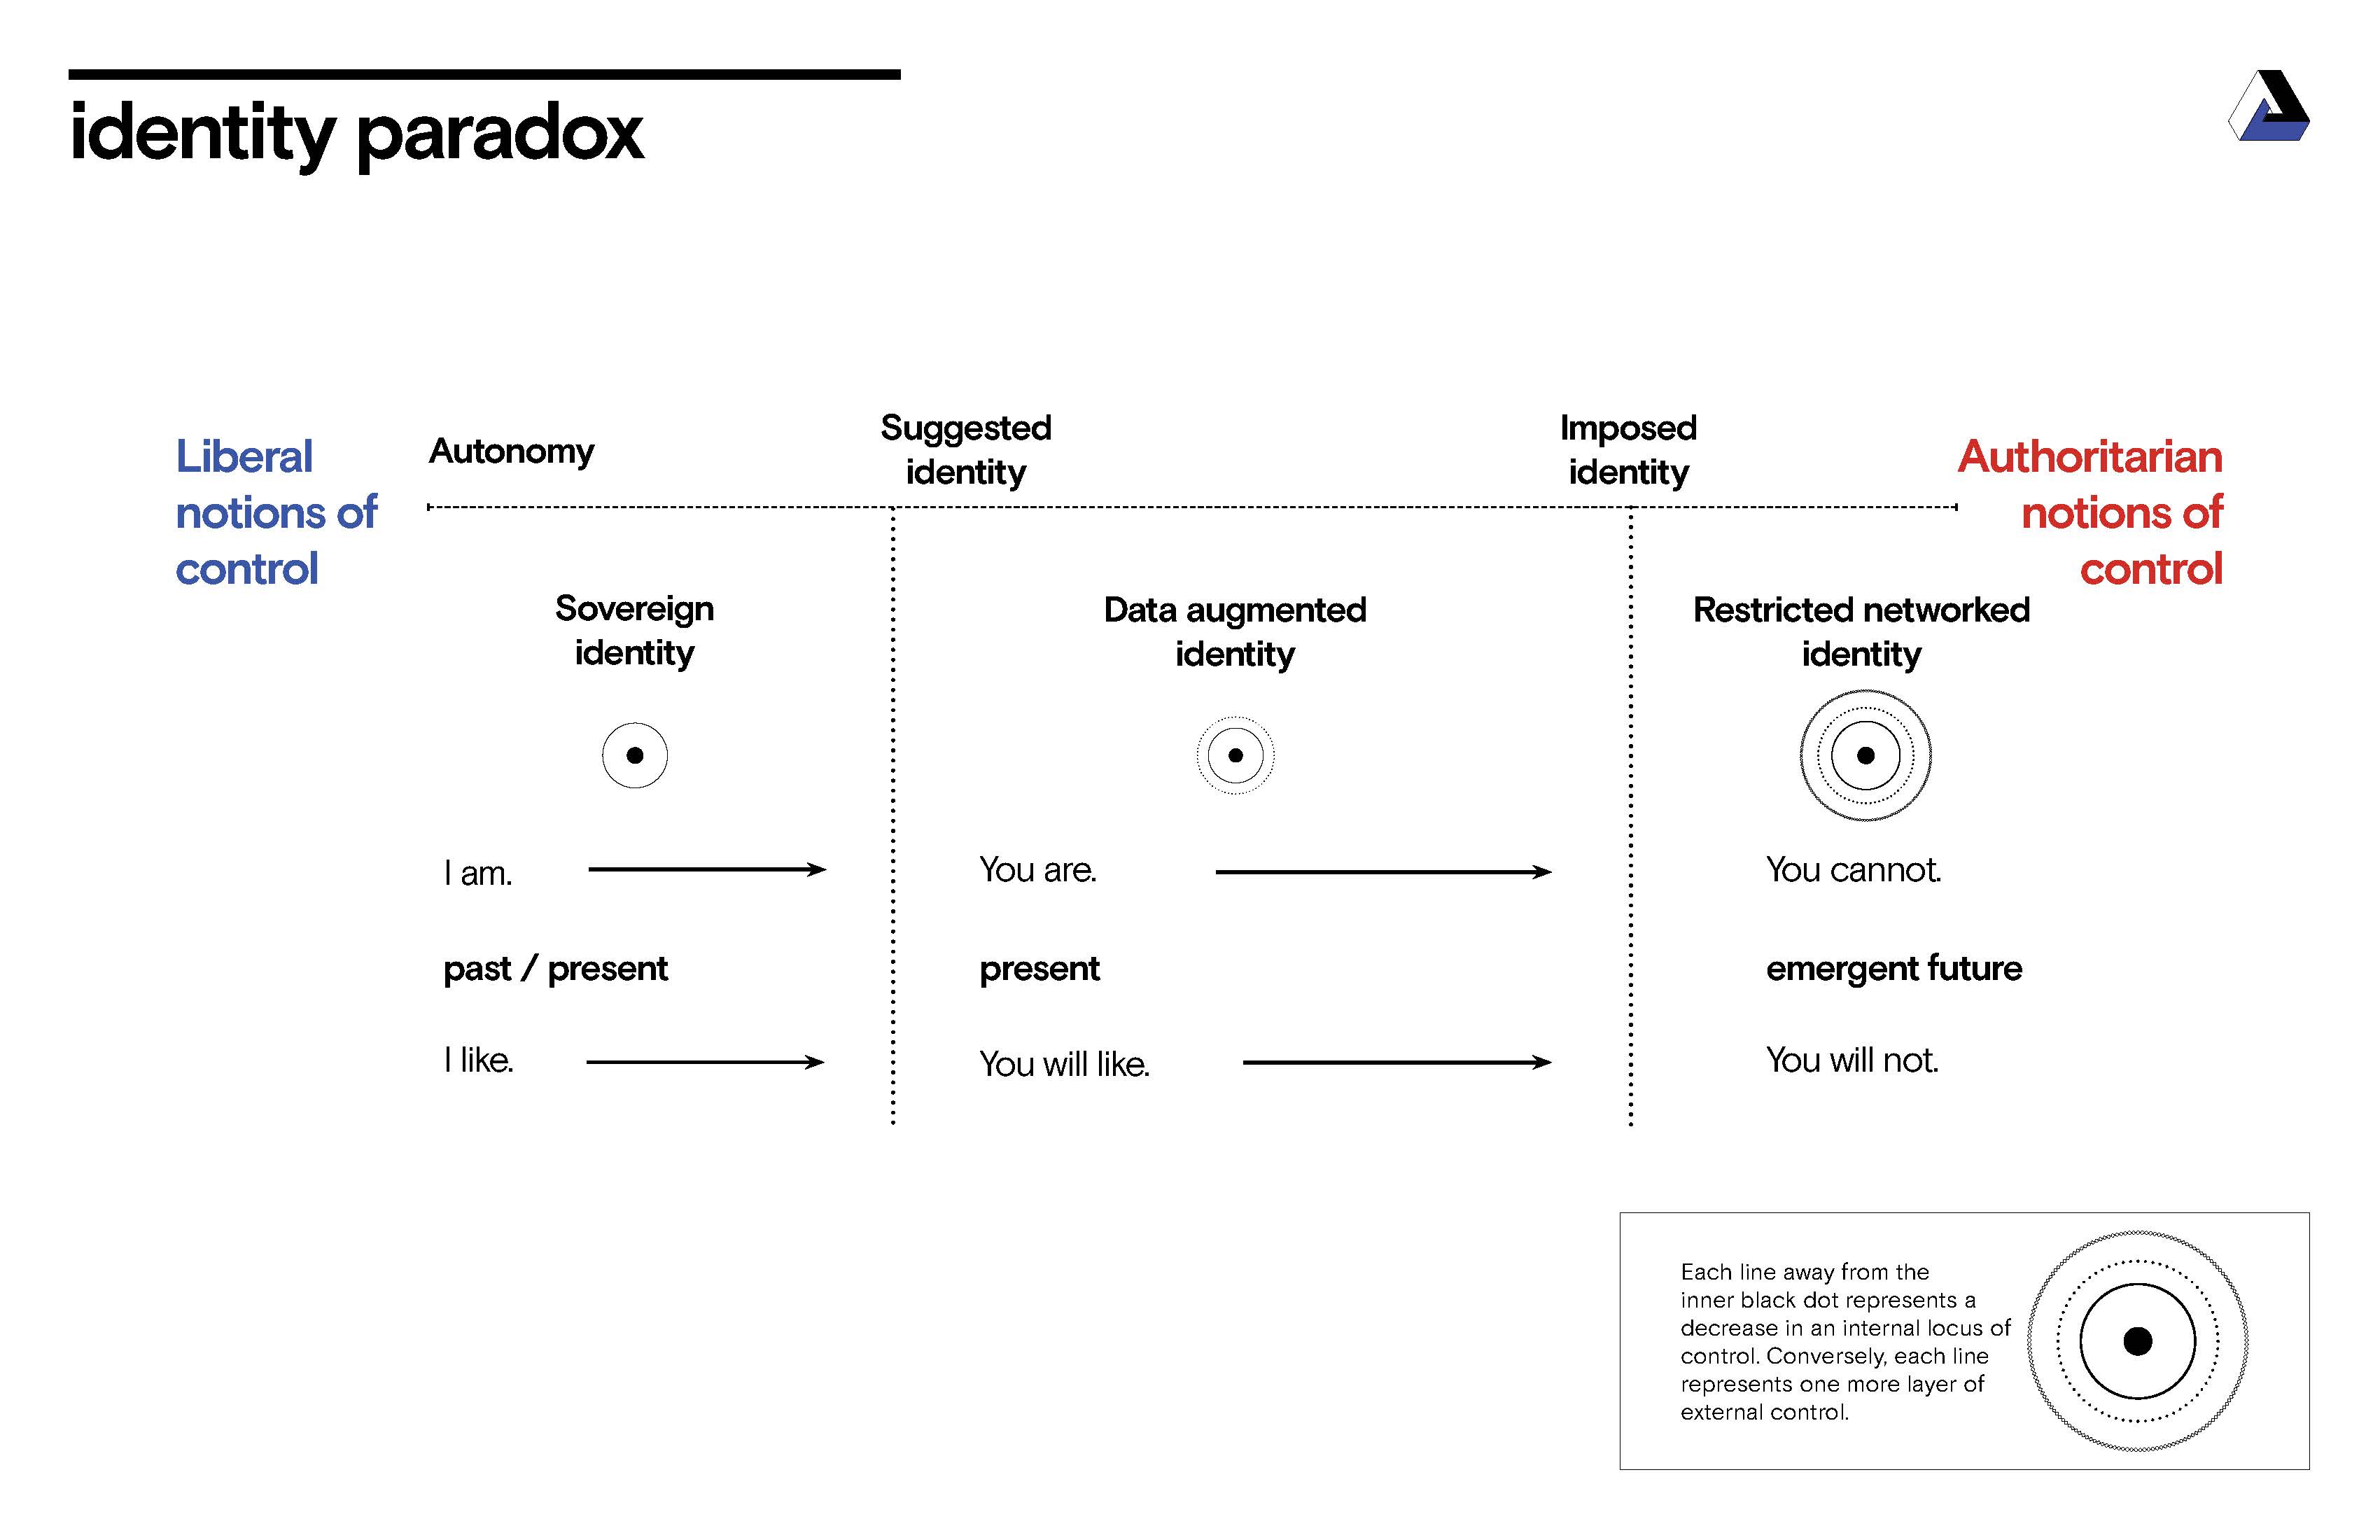 identity paradox
Liberal
notions of
control
Autonomy
Suggested
identity
Imposed
identity
Authoritarian
notions of
control
Sovereign
identity
Data augmented
identity
Restricted networked
identity
I am.
You are.
You cannot.
past / present
present
emergent future
I like.
You will like.
You will not.
Each line away from the
inner black dot represents a
decrease in an internal locus of
control. Conversely, each line
represents one more layer of
external control.